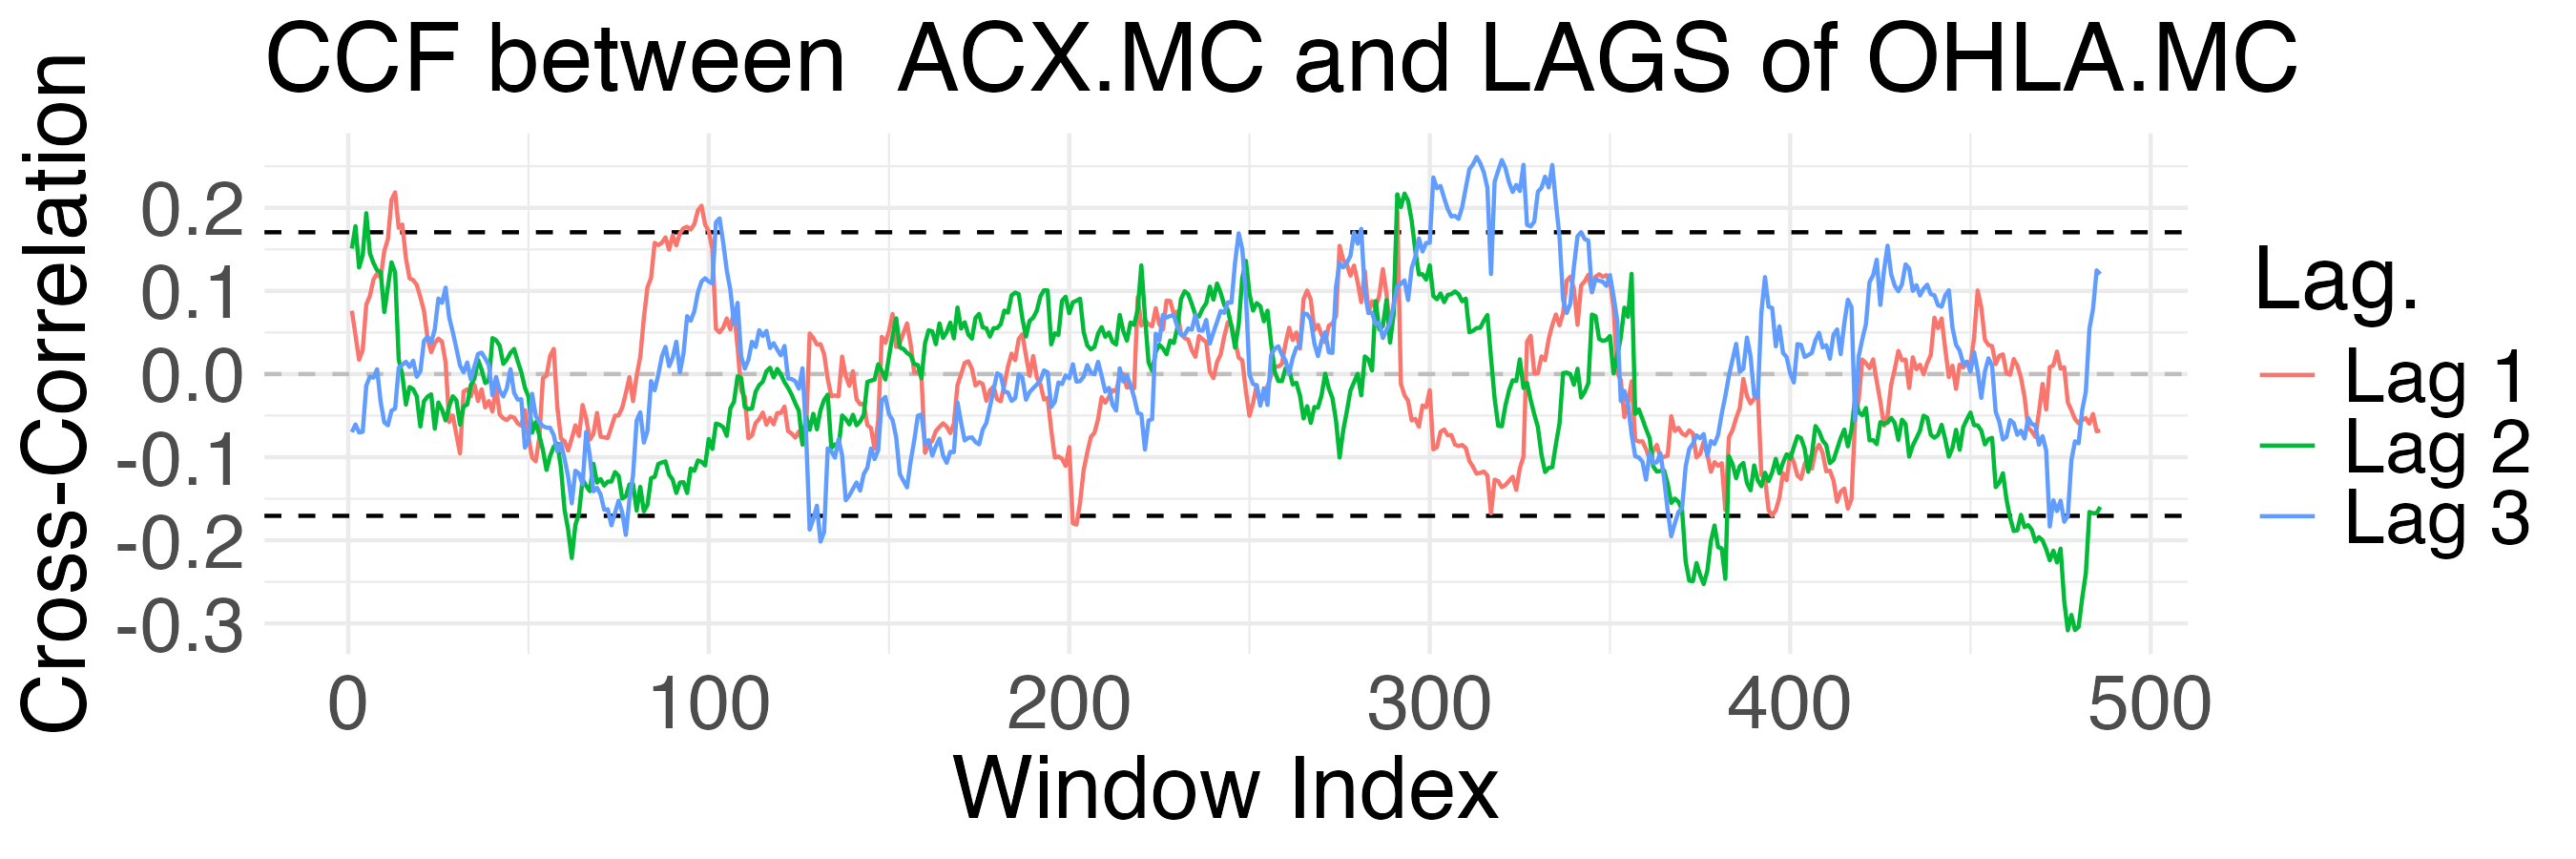 CCF between  ACX.MC and LAGS of OHLA.MC
Cross-Correlation
0.2
0.1
0.0
-0.1
-0.2
-0.3
0 100 200 300 400 500
Window Index
Lag.
Lag 1
Lag 2
Lag 3